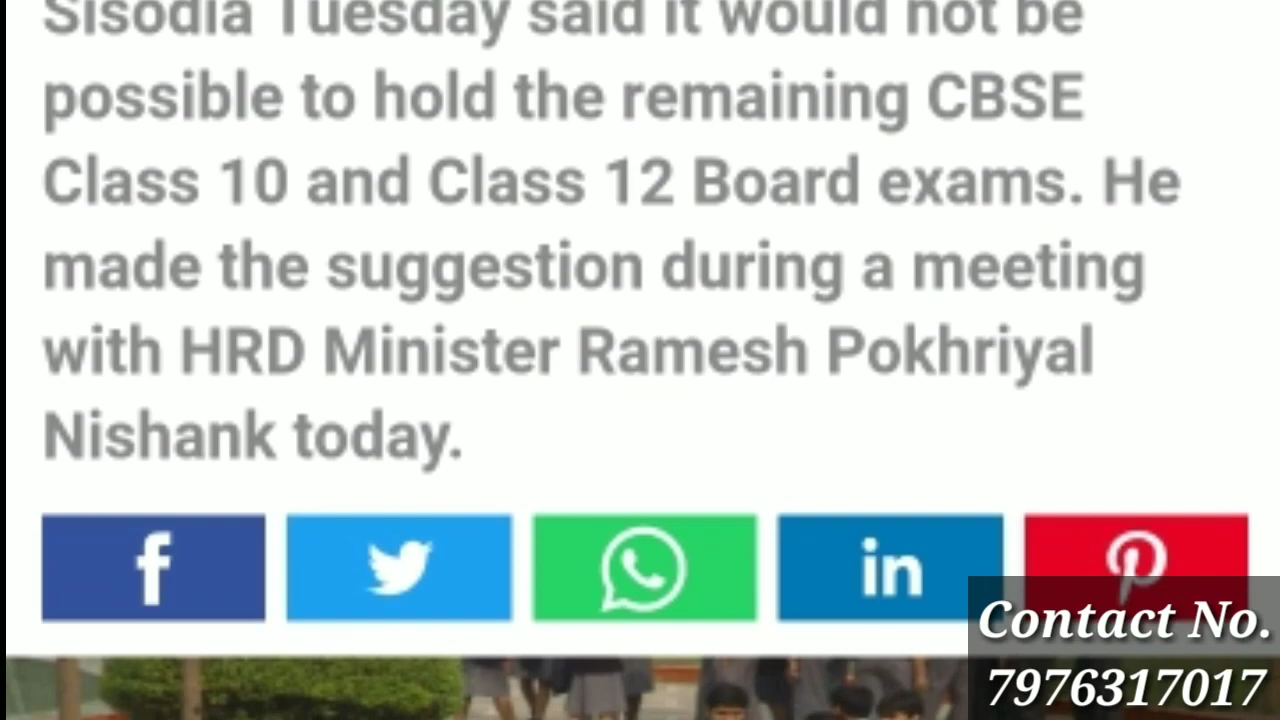 Sisodia Tuesday said it would not be
possible to hold the remaining CBSE
Class 10 and Class 12 Board exams. He
made the suggestion during a meeting
with HRD Minister Ramesh Pokhriyal
Nishank today.
f
in
Contact No.
7976317017